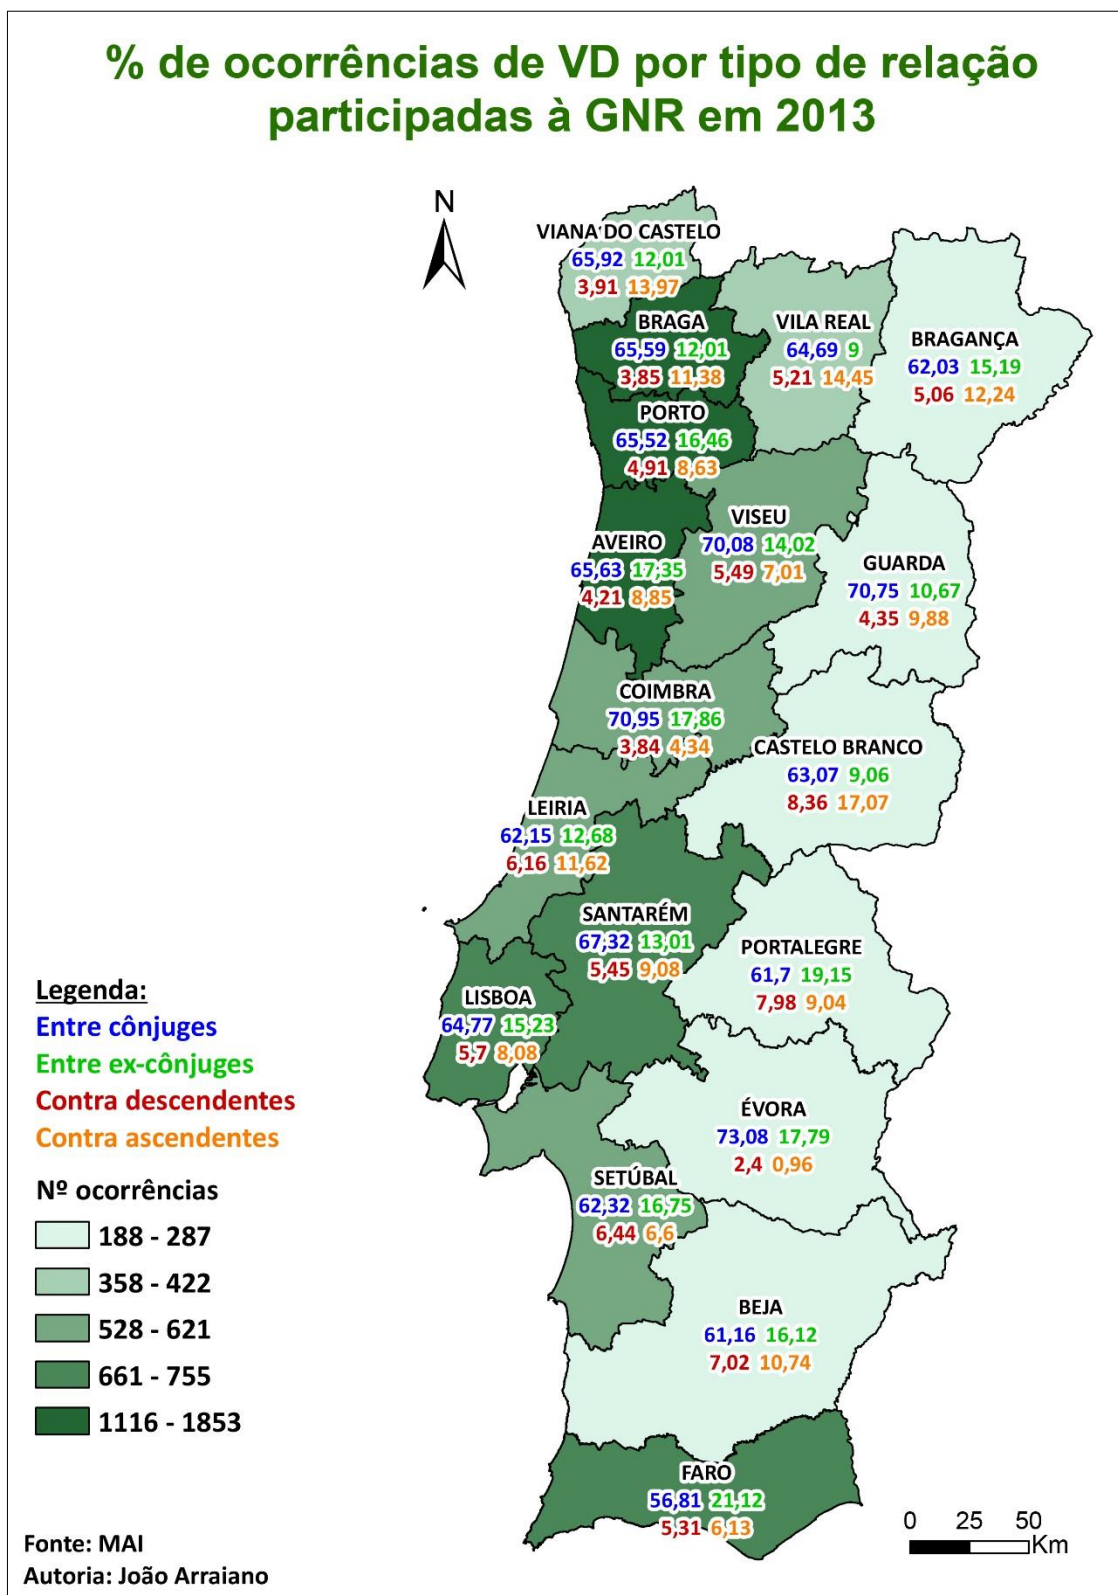 % de ocorrências de VD por tipo de relação
participadas à GNR em 2013
N
VIANA DO CASTELO
65,92 12,01
3,91 13,97
BRAGA
65,59 12,01
3,85 11,38
VILA REAL
64,69 9
5,21 14,45
BRAGANÇA
62,03 15,19
5,06 12,24
PORTO
65,52 16,46
4,91 8,63
AVEIRO
65,63 17,35
4,21 8,85
VISEU
70,08 14,02
5,49 7,01
GUARDA
70,75 10,67
4,35 9,88
COIMBRA
70,95 17,86
3,84 4,34
CASTELO BRANCO
63,07 9,06
8,36 17,07
LEIRIA
62,15 12,68
6,16 11,62
SANTARÉM
67,32 13,01
5,45 9,08
PORTALEGRE
61,7 19,15
7,98 9,04
LISBOA
64,77 15,23
5,7 8,08
ÉVORA
73,08 17,79
2,4 0,96
SETÚBAL
62,32 16,75
6,44 6,6
BEJA
61,16 16,12
7,02 10,74
FARO
56,81 21,12
5,31 6,13
Legenda:
Entre cônjuges
Entre ex-cônjuges
Contra descendentes
Contra ascendentes
Nº ocorrências
188 - 287
358 - 422
528 - 621
661 - 755
1116 - 1853
Fonte: MAI
Autoria: João Arraiano
0 25 50
Km